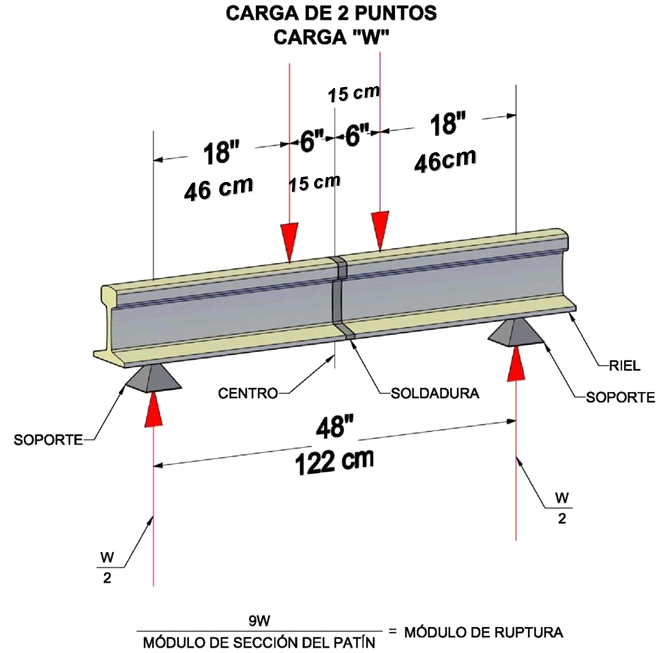 CARGA DE 2 PUNTOS
CARGA "W"
15 cm
18"
6"
6"
18"
46 cm
15 cm
46cm
RIEL
CENTRO
SOLDADURA
SOPORTE
SOPORTE
48"
122 cm
W
2
W
2
9W
MÓDULO DE SECCIÓN DEL PATÍN
= MÓDULO DE RUPTURA